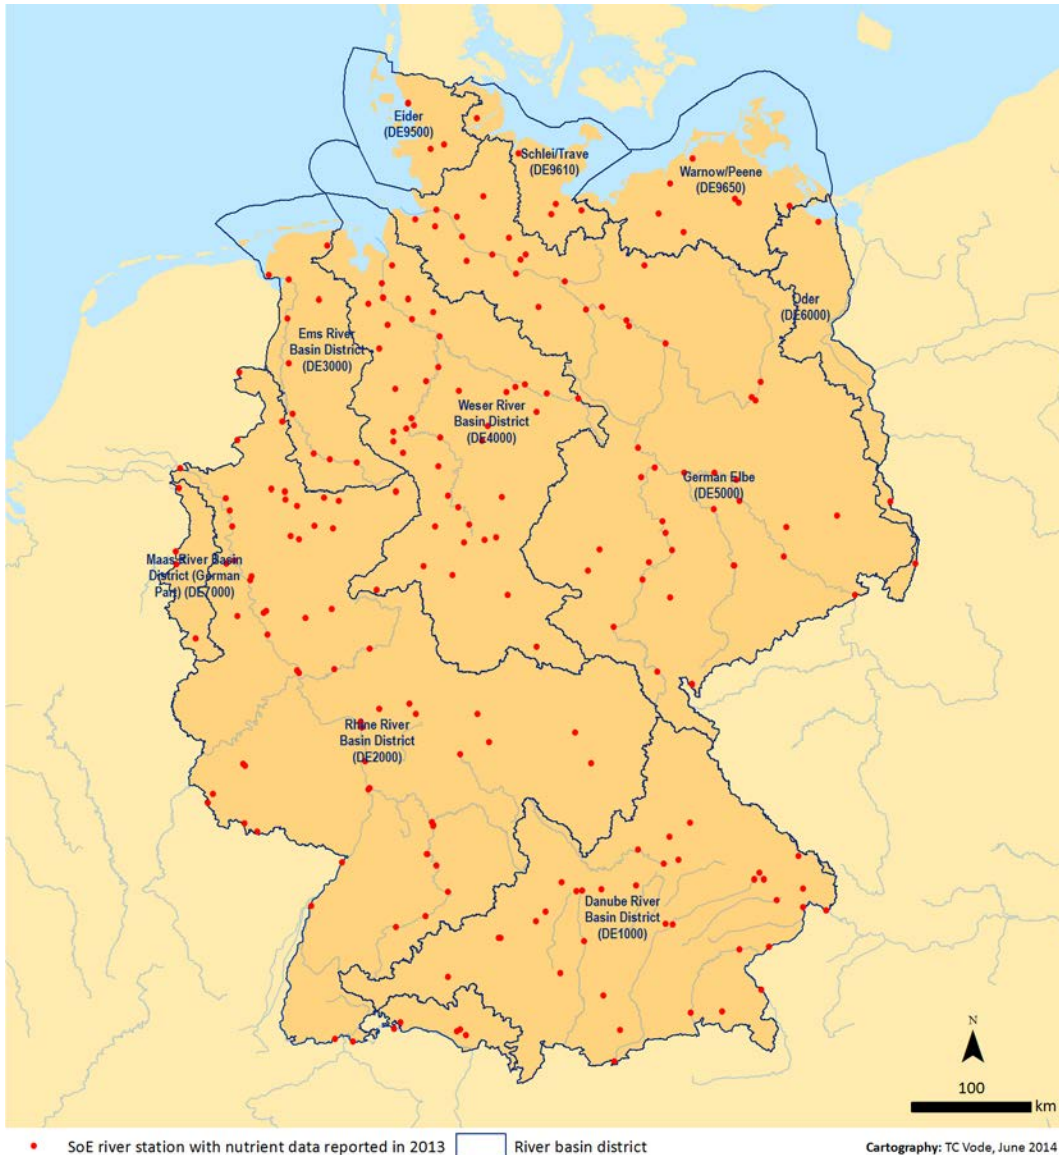 Eider
(DE9500)
Schlei/Trave
(DE9610)
Warnow/Peene
(DE9650)
Oder
(DE6000)
Ems River
Basin District
(DE3000)
Weser River
Basin District
(DE4000)
German Elbe
(DE5000)
Maas River Basin
District (German
Part) (DE7000)
Rhine River
Basin District
(DE2000)
Danube River
Basin District
(DE1000)
N
100
km
SoE river station with nutrient data reported in 2013
River basin district
Cartography: TC Vode, June 2014